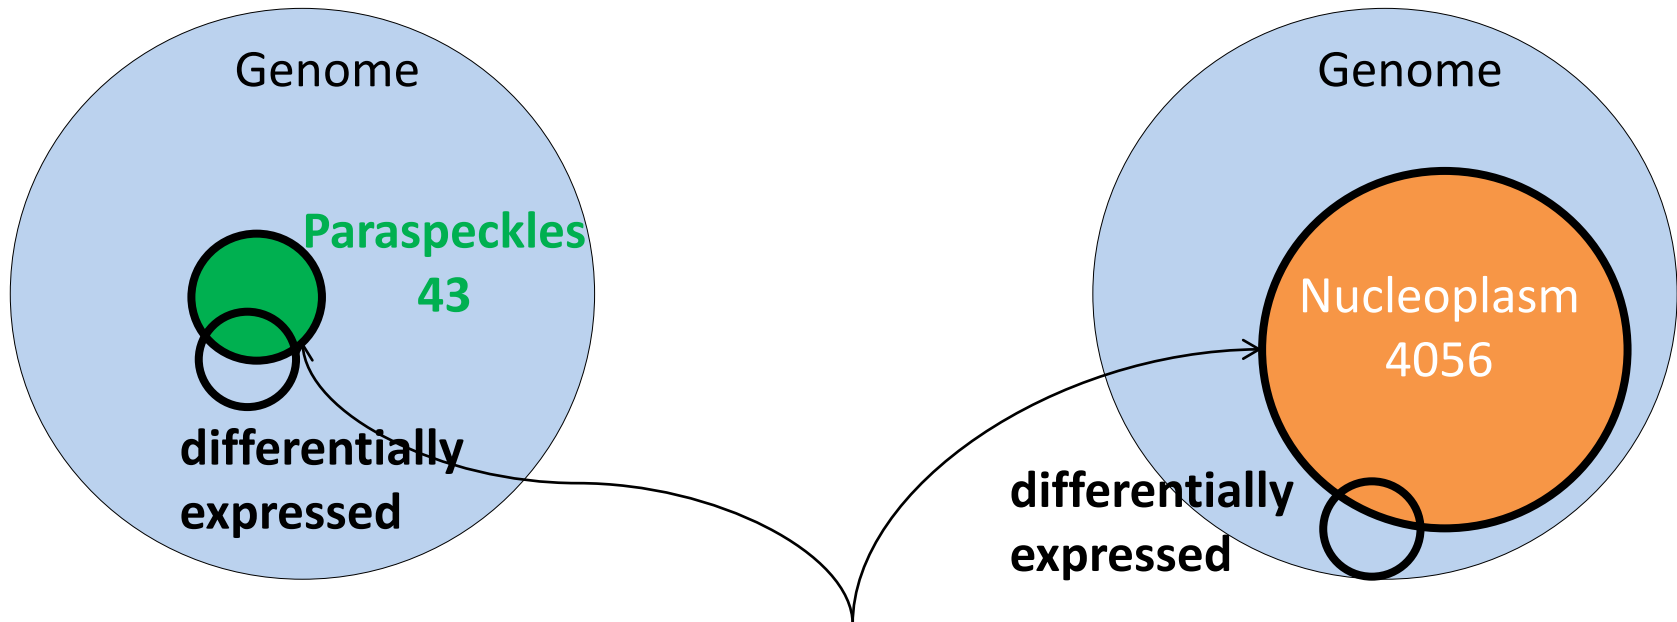 Genome
Paraspeckles
43
differentially
expressed
Genome
Nucleoplasm
4056
differentially
expressed